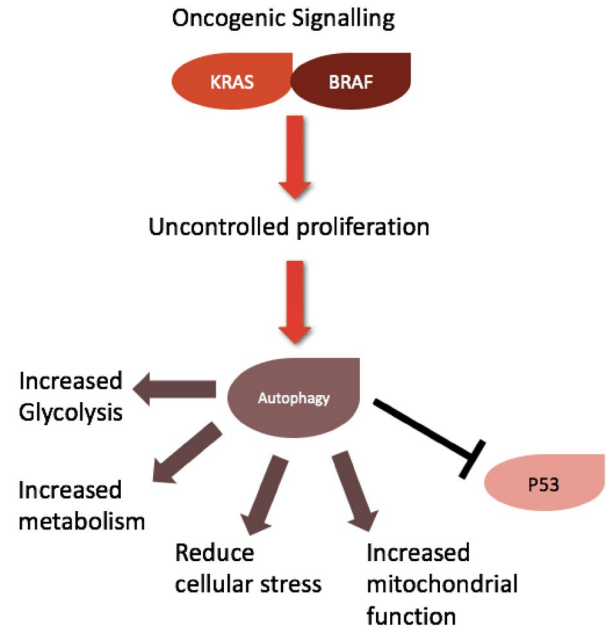 Oncogenic Signalling
KRAS
BRAF
Uncontrolled proliferation
Autophagy
Increased
Glycolysis
Increased
metabolism
Reduce
cellular stress
Increased
mitochondrial
function
P53